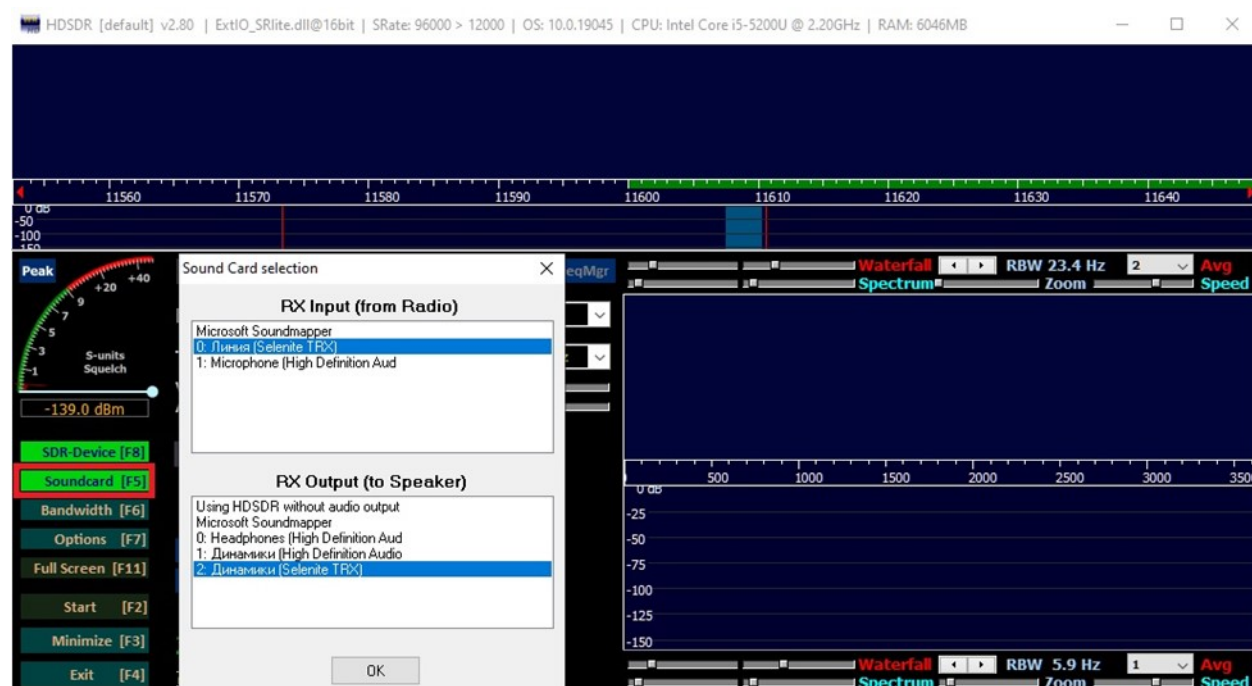 HDSDR [default] v2.80 | ExtIO_SRlite.dll@16bit | SRate: 96000 > 12000 | OS: 10.0.19045 | CPU: Intel Core i5-5200U @ 2.20GHz | RAM: 6046MB
11560 11570 11580 11590 11600 11610 11620 11630 11640
0 dB
-50
-100
-150
Peak
1 3 5 7 9 +20 +40
S-units
Squelch
-139.0 dBm
SDR-Device [F8]
Soundcard [F5]
Bandwidth [F6]
Options [F7]
Full Screen [F11]
Start [F2]
Minimize [F3]
Exit [F4]
Sound Card selection
RX Input (from Radio)
Microsoft Soundmapper
0: Линия (Selenite TRX)
1: Microphone (High Definition Aud
RX Output (to Speaker)
Using HDSDR without audio output
Microsoft Soundmapper
0: Headphones (High Definition Aud
1: Динамики (High Definition Audio
2: Динамики (Selenite TRX)
OK
eqMgr
Waterfall RBW 23.4 Hz 2 Avg
Spectrum Zoom Speed
500 1000 1500 2000 2500 3000 350
0 dB
-25
-50
-75
-100
-125
-150
Waterfall RBW 5.9 Hz 1 Avg
Spectrum Zoom Speed